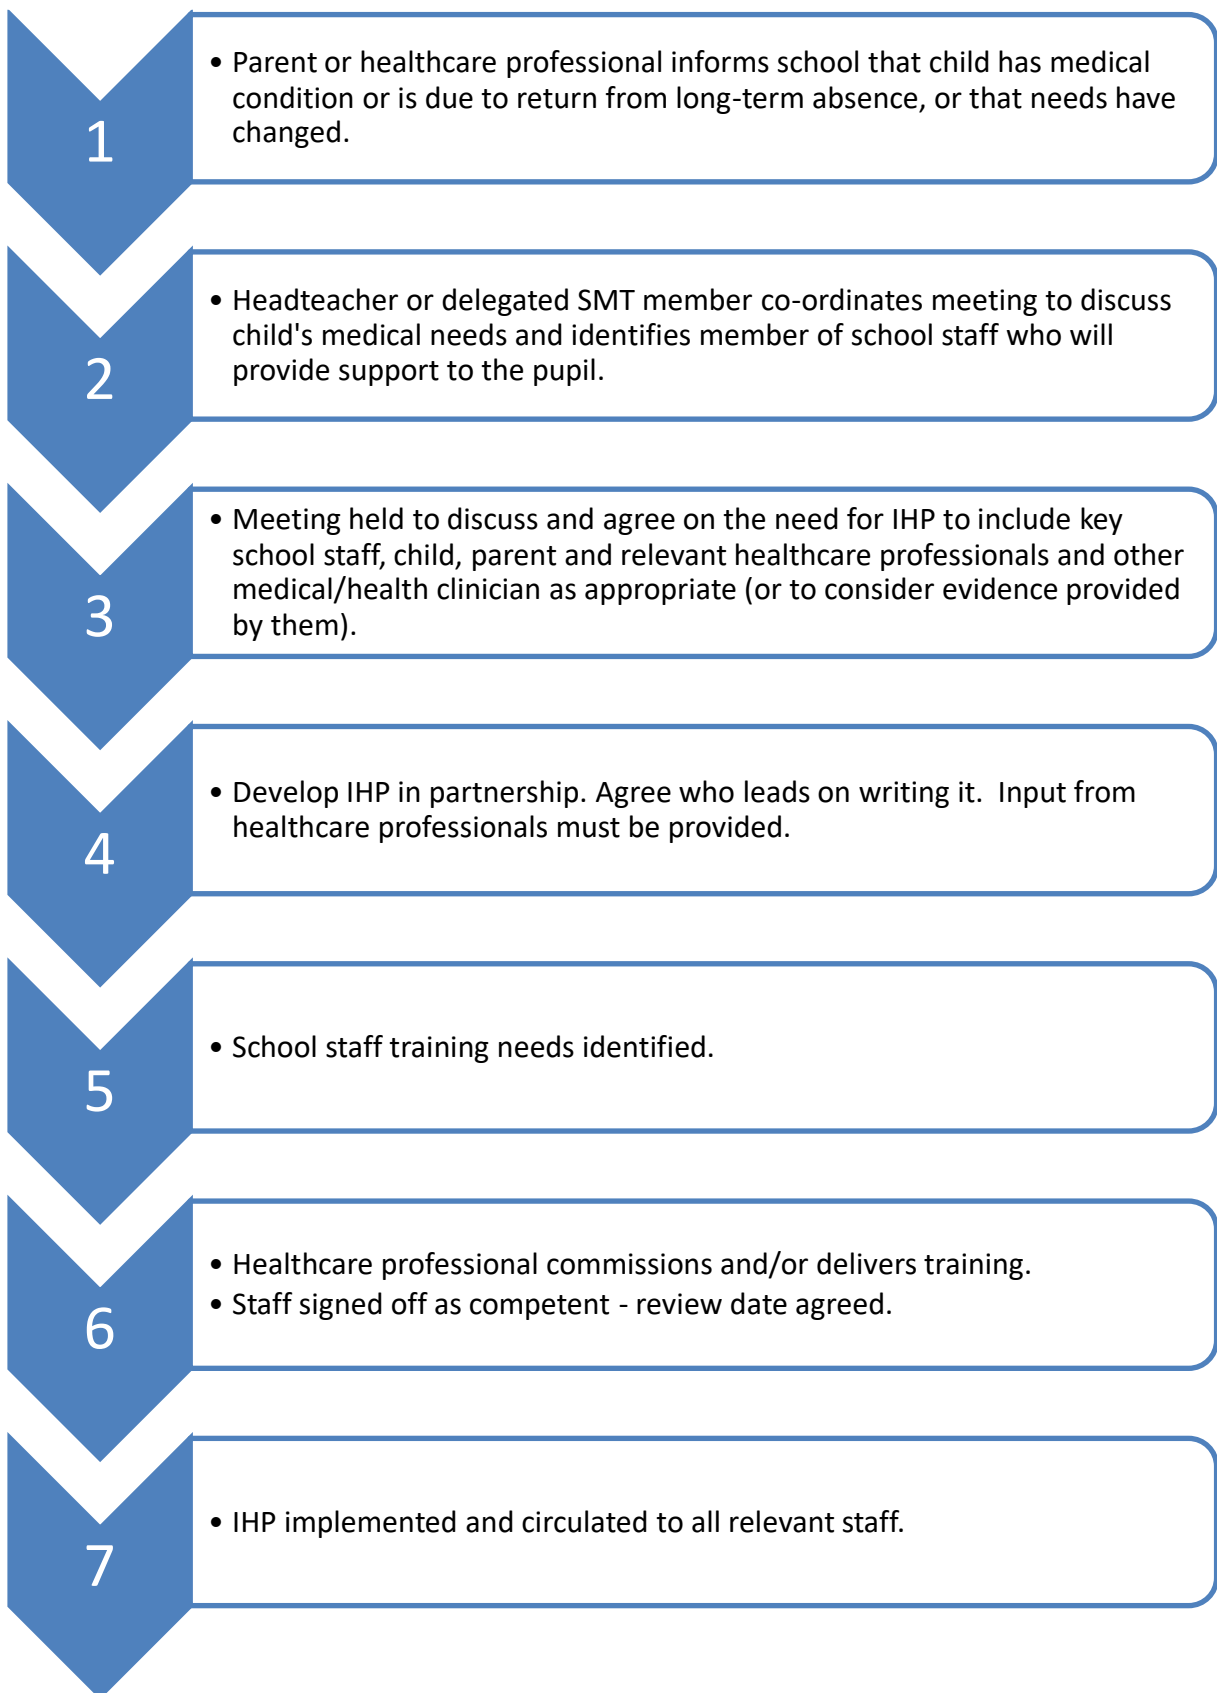 1
• Parent or healthcare professional informs school that child has medical
condition or is due to return from long-term absence, or that needs have
changed.
2
• Headteacher or delegated SMT member co-ordinates meeting to discuss
child's medical needs and identifies member of school staff who will
provide support to the pupil.
3
• Meeting held to discuss and agree on the need for IHP to include key
school staff, child, parent and relevant healthcare professionals and other
medical/health clinician as appropriate (or to consider evidence provided
by them).
4
• Develop IHP in partnership. Agree who leads on writing it.  Input from
healthcare professionals must be provided.
5
• School staff training needs identified.
6
• Healthcare professional commissions and/or delivers training.
• Staff signed off as competent - review date agreed.
7
• IHP implemented and circulated to all relevant staff.